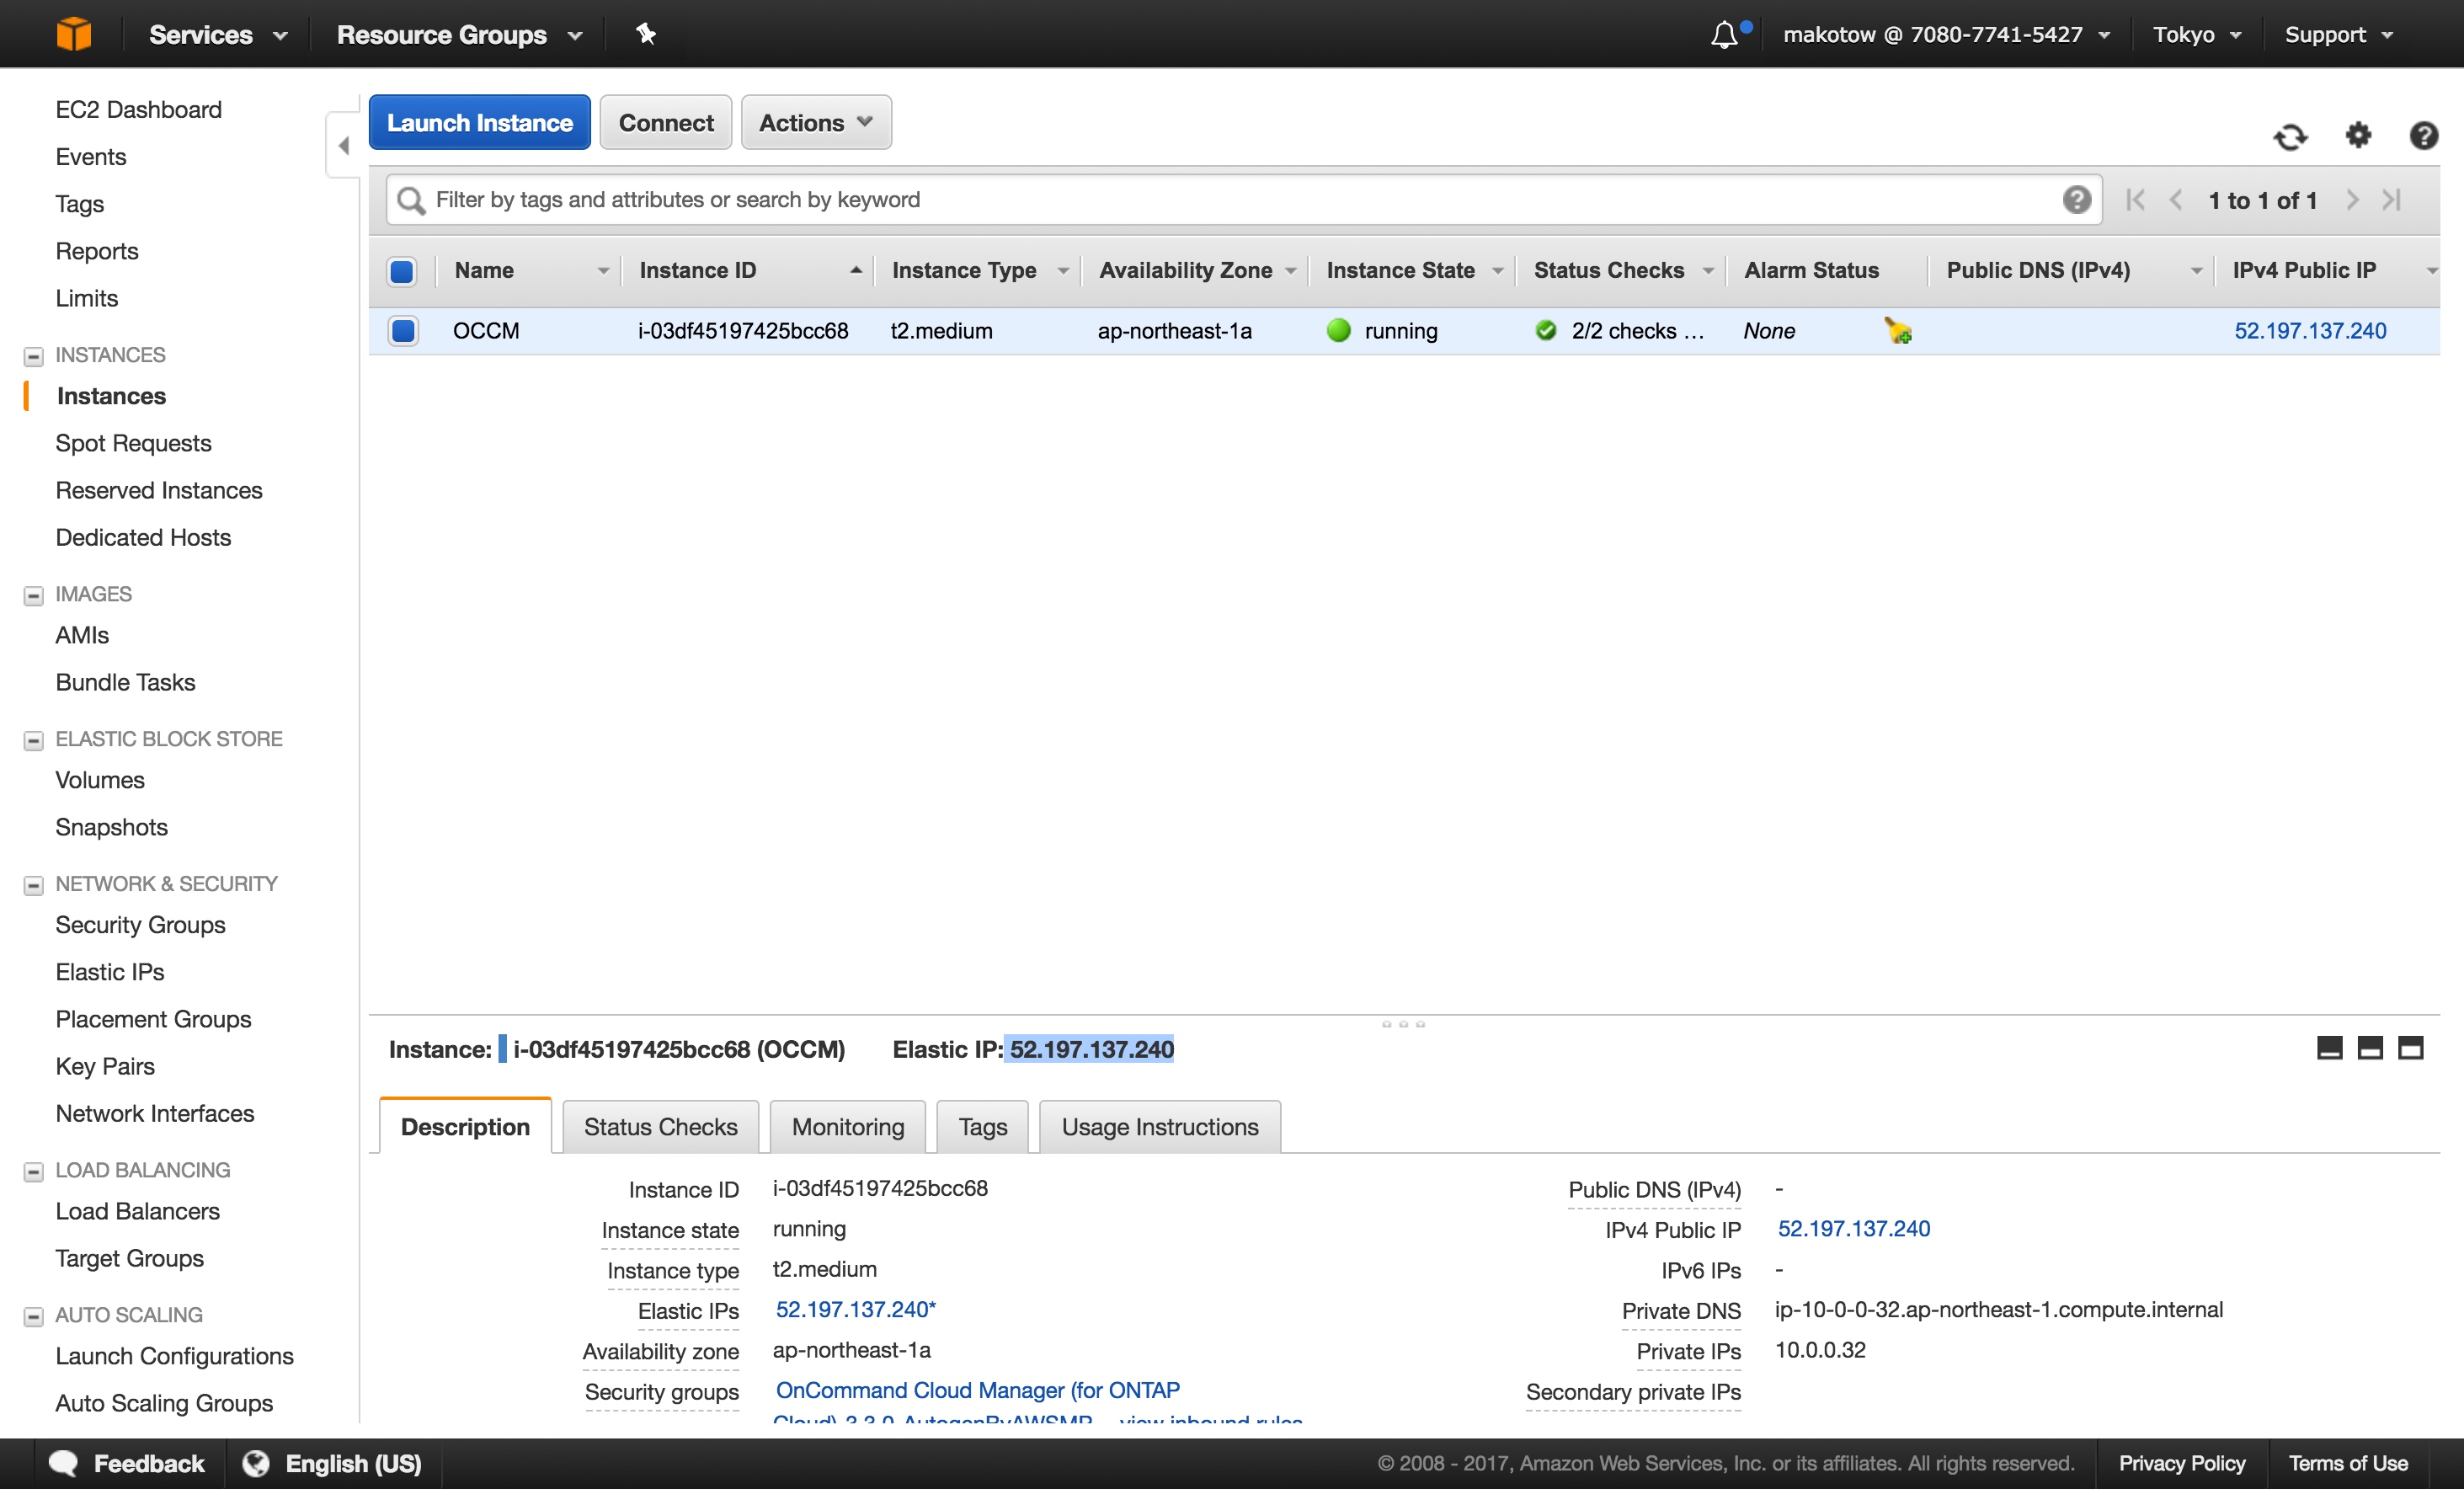 Services
Resource Groups
makotow @ 7080-7741-5427
Tokyo
Support
EC2 Dashboard
Events
Tags
Reports
Limits
INSTANCES
Instances
Spot Requests
Reserved Instances
Dedicated Hosts
IMAGES
AMIs
Bundle Tasks
ELASTIC BLOCK STORE
Volumes
Snapshots
NETWORK & SECURITY
Security Groups
Elastic IPs
Placement Groups
Key Pairs
Network Interfaces
LOAD BALANCING
Load Balancers
Target Groups
AUTO SCALING
Launch Configurations
Auto Scaling Groups
Launch Instance
Connect
Actions
Filter by tags and attributes or search by keyword
1 to 1 of 1
Name Instance ID Instance Type Availability Zone Instance State Status Checks Alarm Status Public DNS (IPv4) IPv4 Public IP
OCCM i-03df45197425bcc68 t2.medium ap-northeast-1a running 2/2 checks ... None 52.197.137.240
Instance: i-03df45197425bcc68 (OCCM) Elastic IP: 52.197.137.240
Description Status Checks Monitoring Tags Usage Instructions
Instance ID i-03df45197425bcc68
Instance state running
Instance type t2.medium
Elastic IPs 52.197.137.240*
Availability zone ap-northeast-1a
Security groups OnCommand Cloud Manager (for ONTAP
Cloud)-3-3-0-AutogenByAWSMP view inbound rules
Public DNS (IPv4) -
IPv4 Public IP 52.197.137.240
IPv6 IPs -
Private DNS ip-10-0-0-32.ap-northeast-1.compute.internal
Private IPs 10.0.0.32
Secondary private IPs
Feedback
English (US)
© 2008 - 2017, Amazon Web Services, Inc. or its affiliates. All rights reserved.
Privacy Policy
Terms of Use